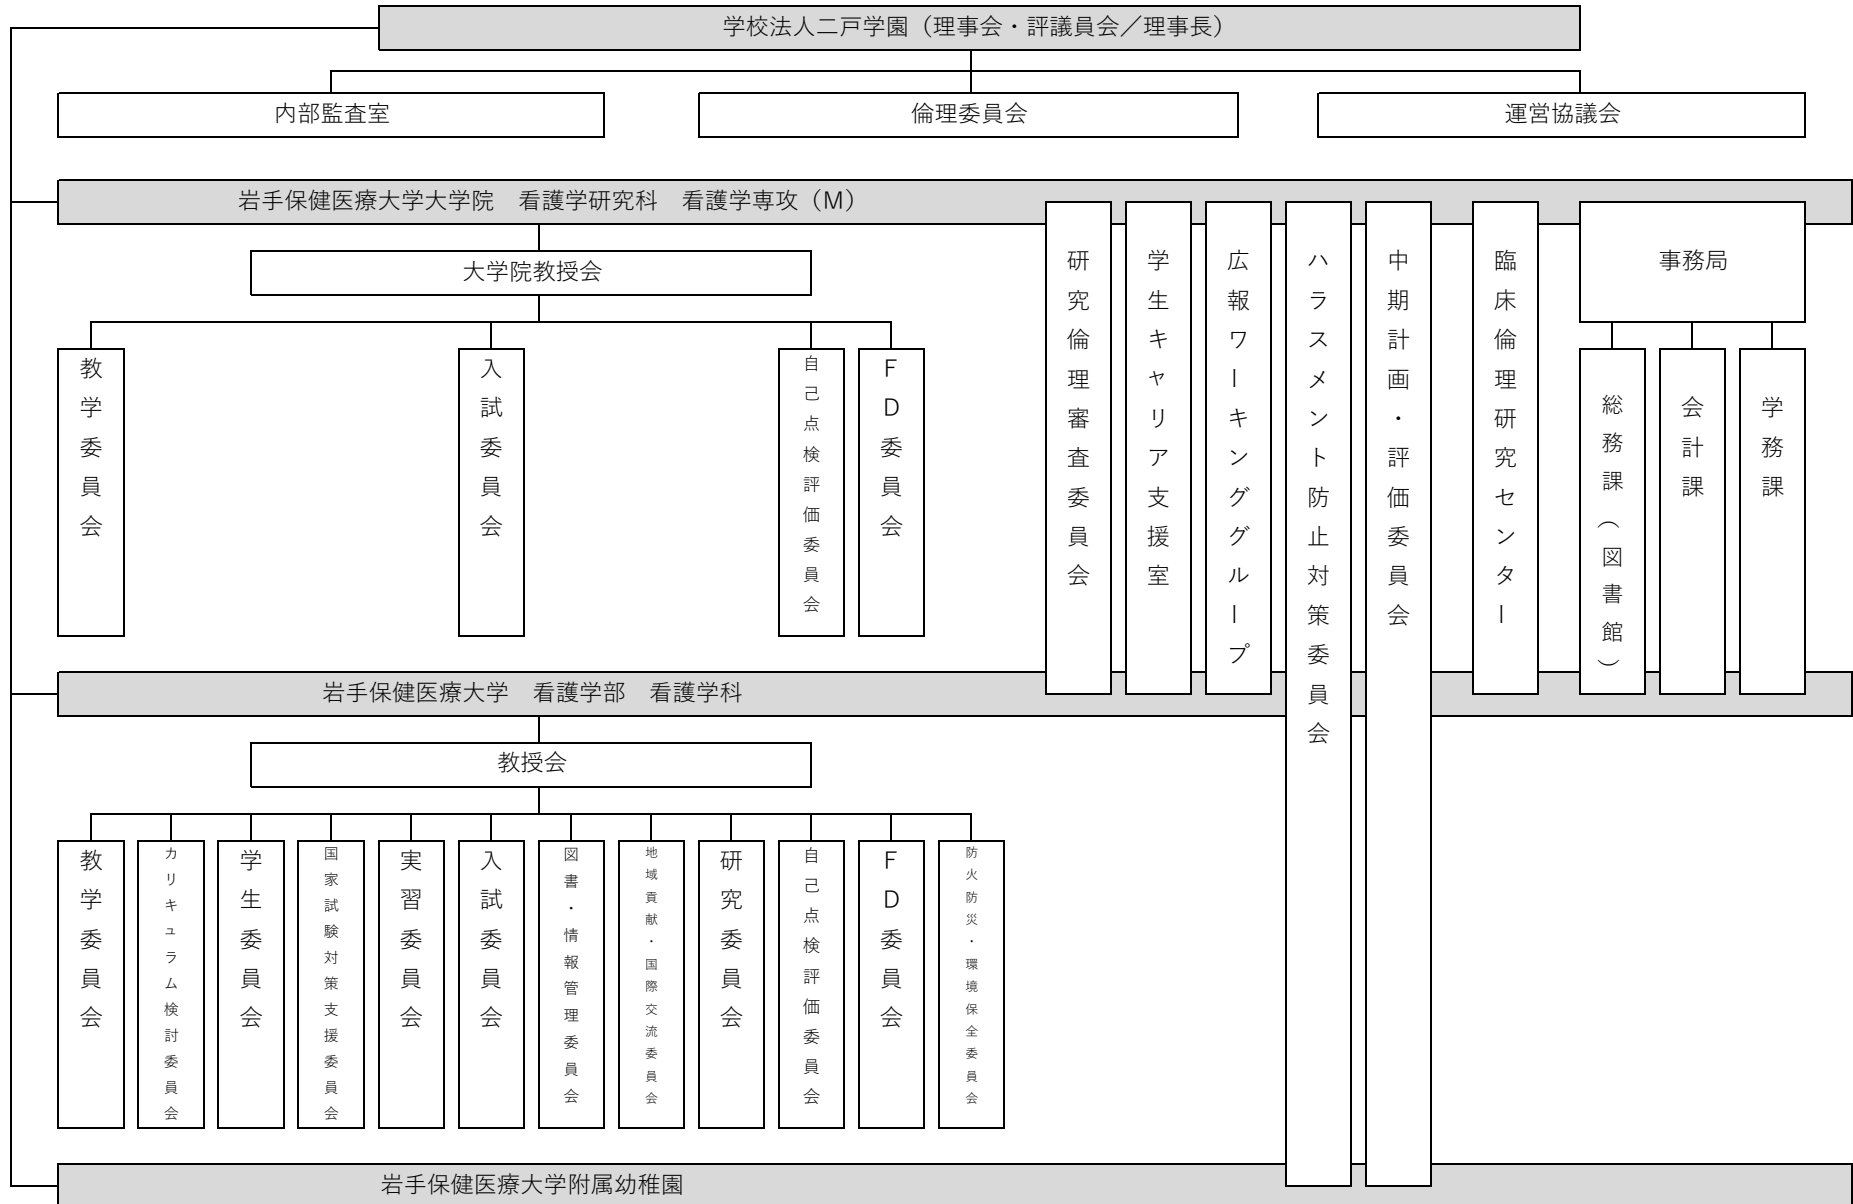 学校法人二戸学園（理事会・評議員会／理事長）
内部監査室
倫理委員会
運営協議会
岩手保健医療大学大学院　看護学研究科　看護学専攻（M）
大学院教授会
教学委員会
入試委員会
自己点検評価委員会
FD委員会
研究倫理審査委員会
学生キャリア支援室
広報ワーキンググループ
ハラスメント防止対策委員会
中期計画・評価委員会
臨床倫理研究センター
事務局
総務課（図書館）
会計課
学務課
岩手保健医療大学　看護学部　看護学科
教授会
教学委員会
カリキュラム検討委員会
学生委員会
国家試験対策支援委員会
実習委員会
入試委員会
図書・情報管理委員会
地域貢献・国際交流委員会
研究委員会
自己点検評価委員会
FD委員会
防火防災・環境保全委員会
岩手保健医療大学附属幼稚園